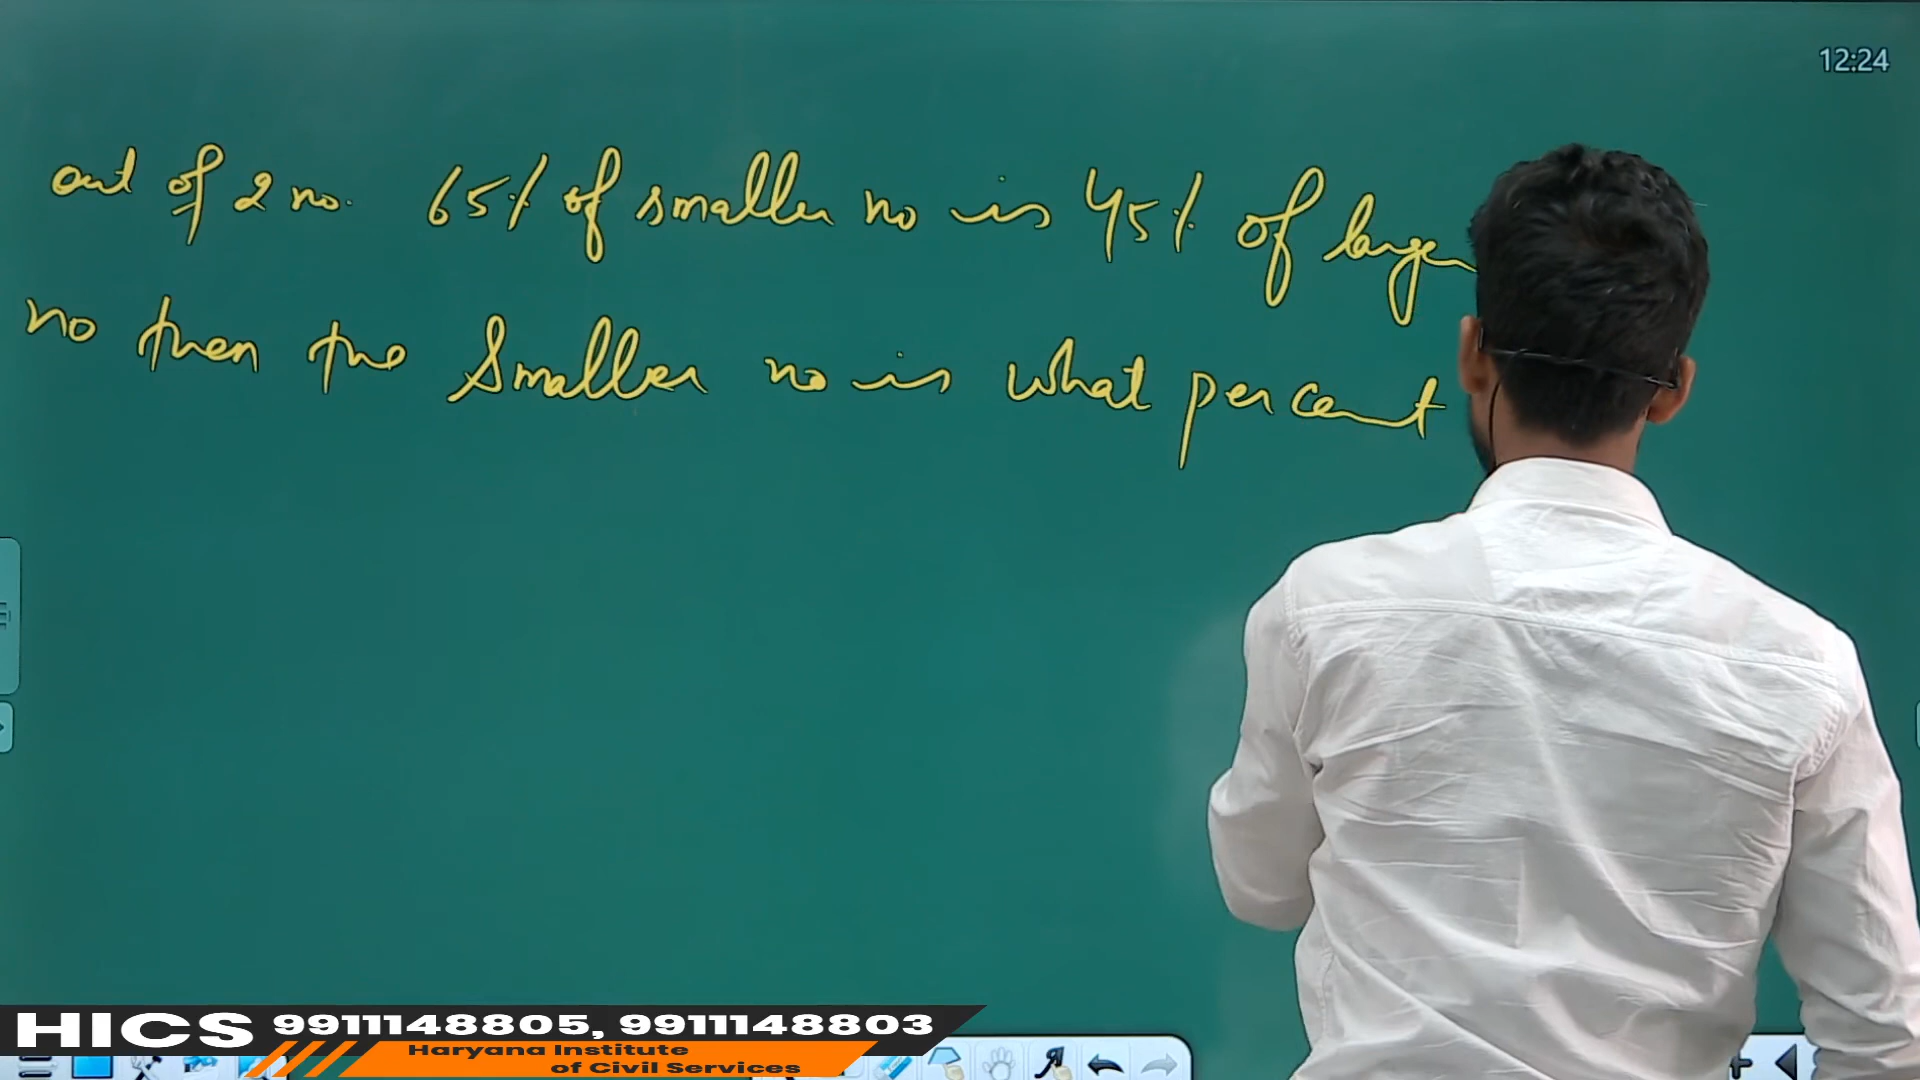 12:24
out of 2 no. 65% of smaller no is 45% of larger
no then the smaller no is what percent
HICS 9911148805, 9911148803
Haryana Institute
of Civil Services